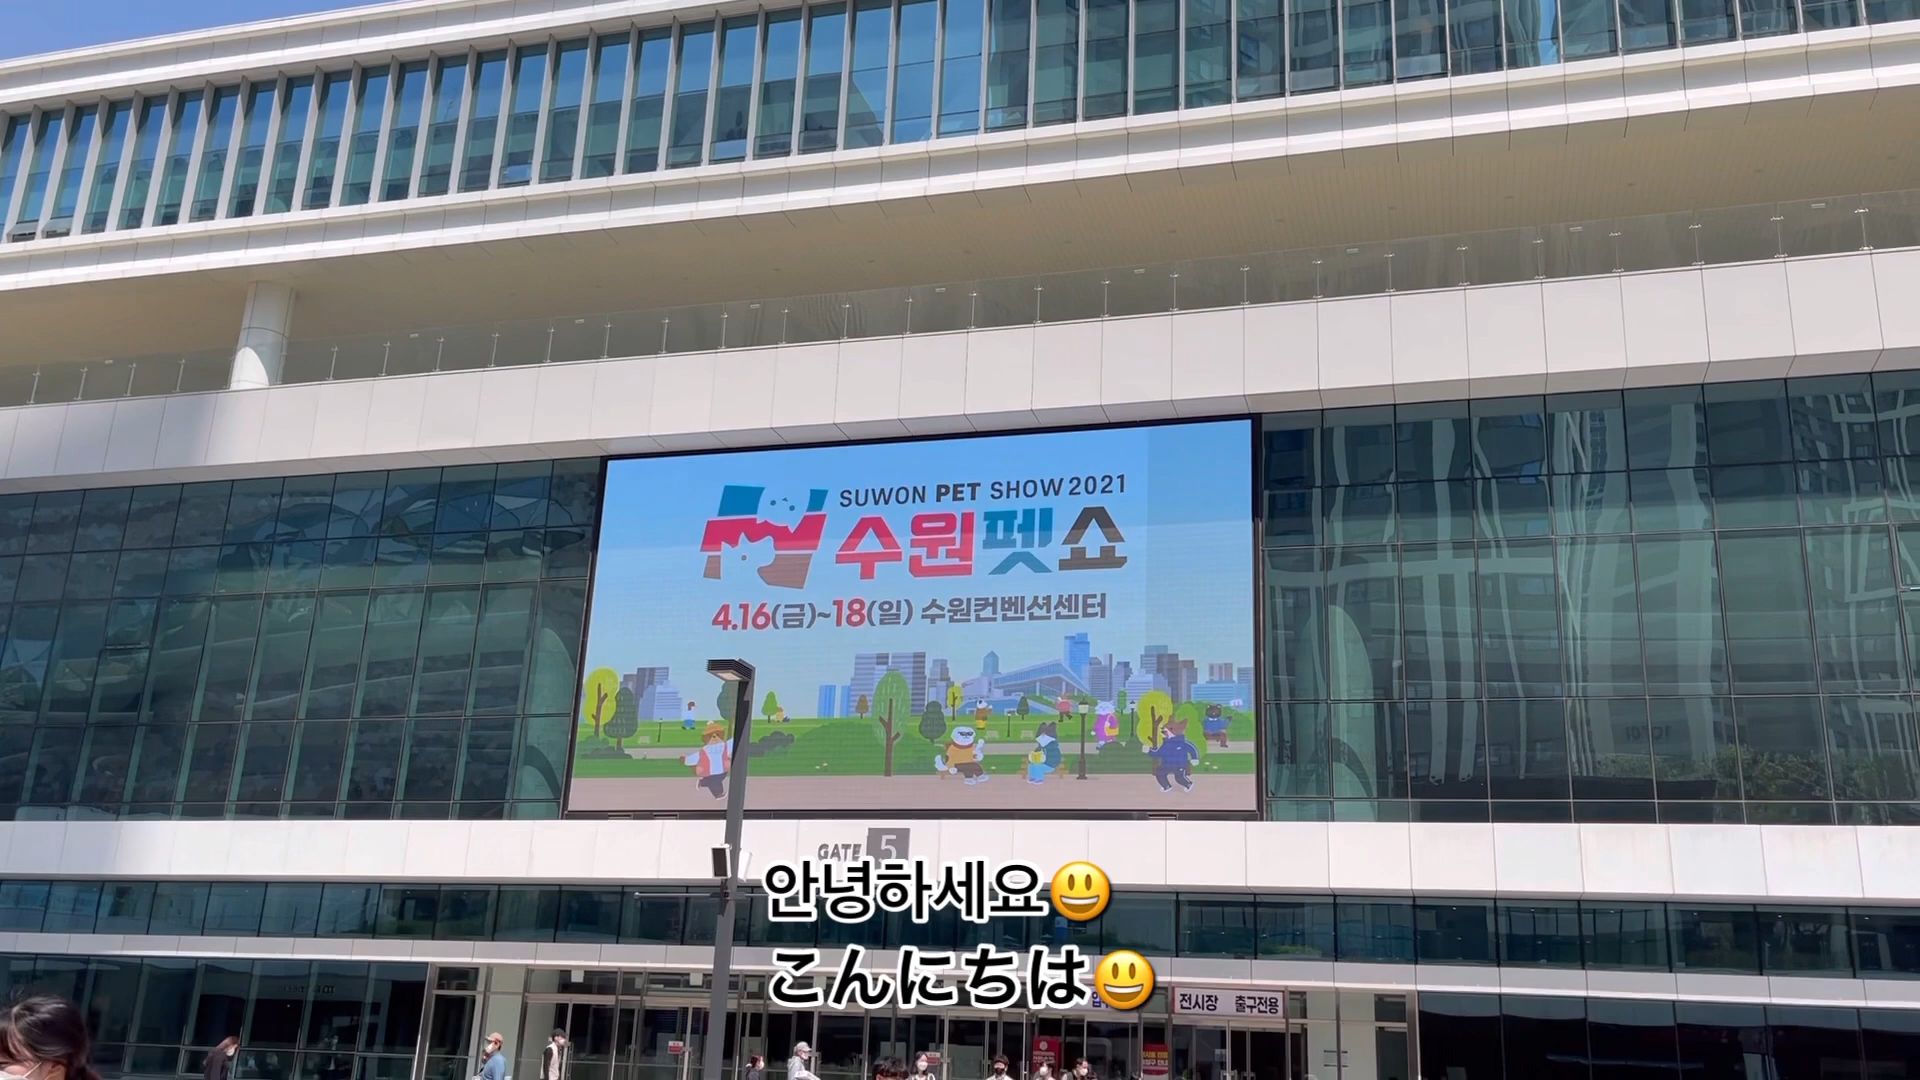 SUWON PET SHOW 2021
수원펫쇼
4.16(금)~18(일) 수원컨벤션센터
GATE 5
안녕하세요😃
こんにちは😃
전시장 출구전용